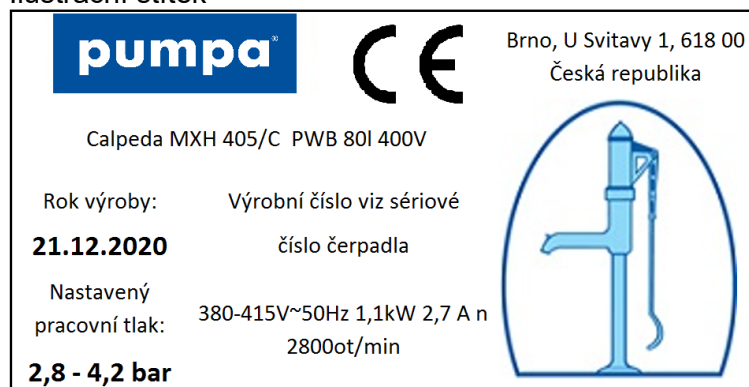 Ilustrační štítek
pumpa®
CE
Brno, U Svitavy 1, 618 00
Česká republika
Calpeda MXH 405/C  PWB 80l 400V
Rok výroby:
21.12.2020
Výrobní číslo viz sériové
číslo čerpadla
Nastavený
pracovní tlak:
2,8 - 4,2 bar
380-415V~50Hz 1,1kW 2,7 A n
2800ot/min